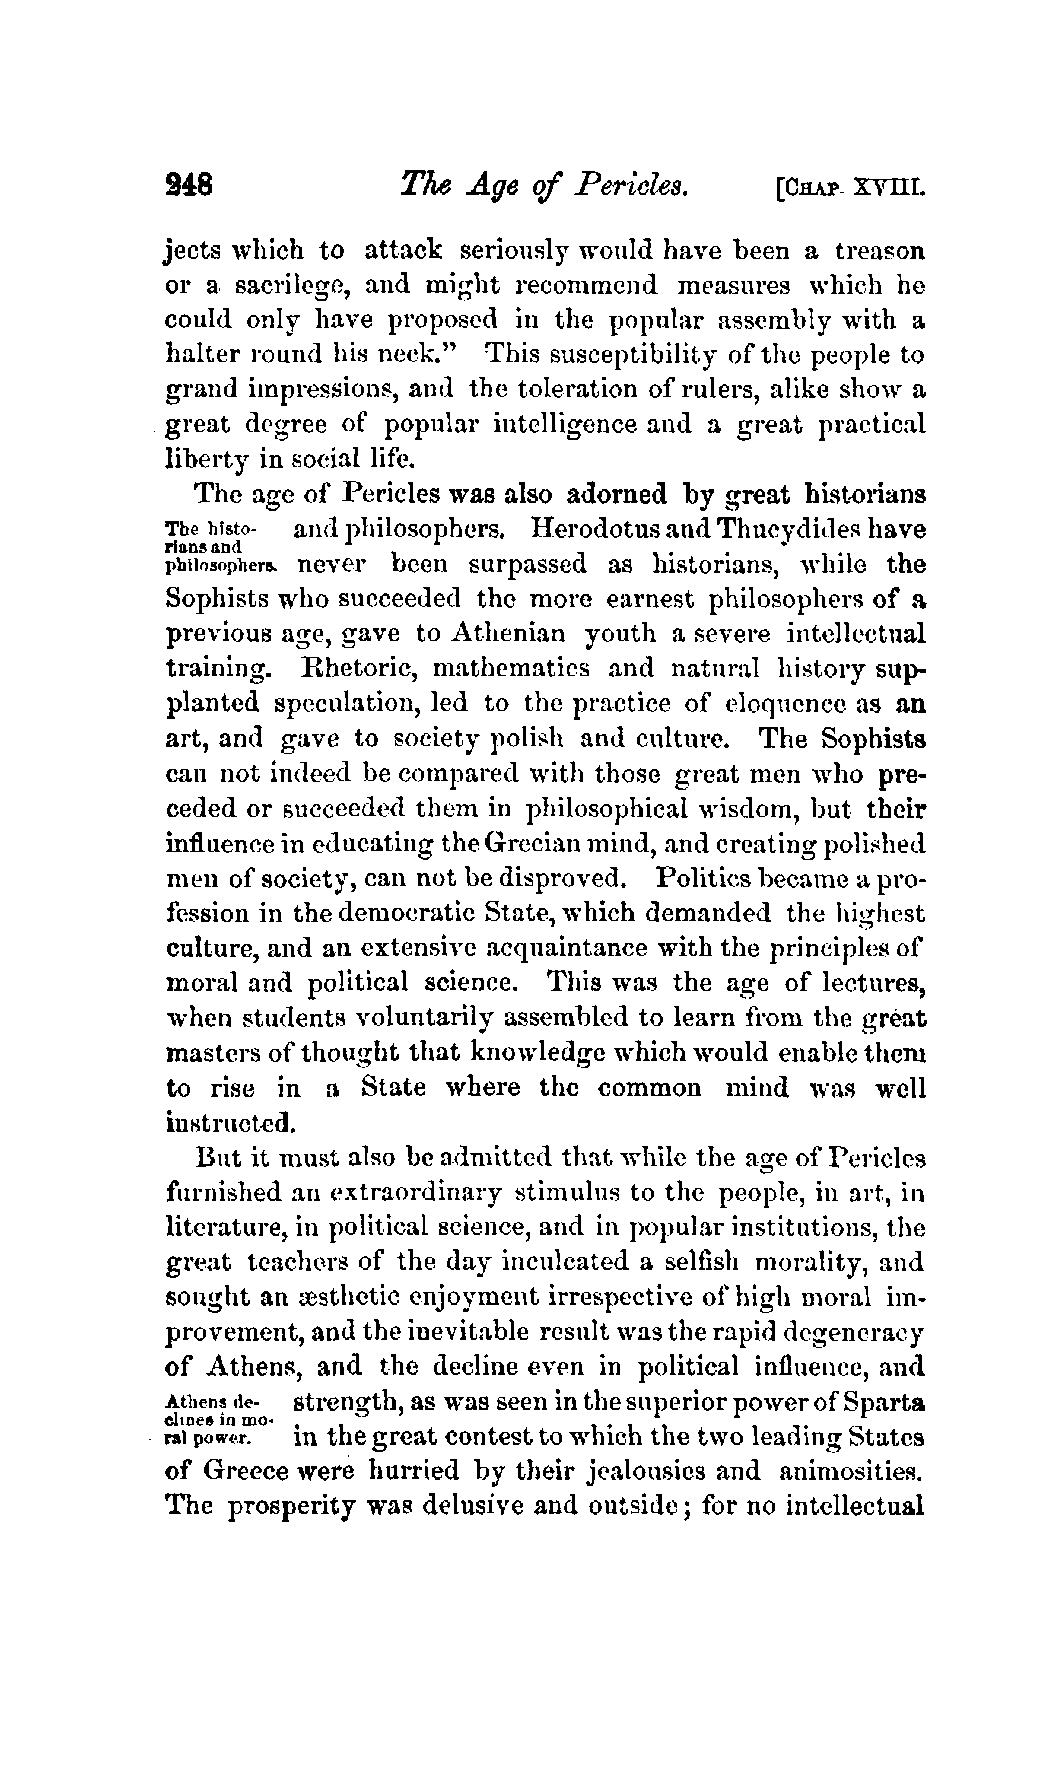 248 The Age of Pericles. [CHAP. XVIII.
jects which to attack seriously would have been a treason
or a sacrilege, and might recommend measures which he
could only have proposed in the popular assembly with a
halter round his neck.” This susceptibility of the people to
grand impressions, and the toleration of rulers, alike show a
great degree of popular intelligence and a great practical
liberty in social life.
The age of Pericles was also adorned by great historians
The histo-
rians and
philosophers.
and philosophers. Herodotus and Thucydides have
never been surpassed as historians, while the
Sophists who succeeded the more earnest philosophers of a
previous age, gave to Athenian youth a severe intellectual
training. Rhetoric, mathematics and natural history sup-
planted speculation, led to the practice of eloquence as an
art, and gave to society polish and culture. The Sophists
can not indeed be compared with those great men who pre-
ceded or succeeded them in philosophical wisdom, but their
influence in educating the Grecian mind, and creating polished
men of society, can not be disproved. Politics became a pro-
fession in the democratic State, which demanded the highest
culture, and an extensive acquaintance with the principles of
moral and political science. This was the age of lectures,
when students voluntarily assembled to learn from the great
masters of thought that knowledge which would enable them
to rise in a State where the common mind was well
instructed.
But it must also be admitted that while the age of Pericles
furnished an extraordinary stimulus to the people, in art, in
literature, in political science, and in popular institutions, the
great teachers of the day inculcated a selfish morality, and
sought an æsthetic enjoyment irrespective of high moral im-
provement, and the inevitable result was the rapid degeneracy
of Athens, and the decline even in political influence, and
Athens de-
clines in mo-
ral power.
strength, as was seen in the superior power of Sparta
in the great contest to which the two leading States
of Greece were hurried by their jealousies and animosities.
The prosperity was delusive and outside; for no intellectual